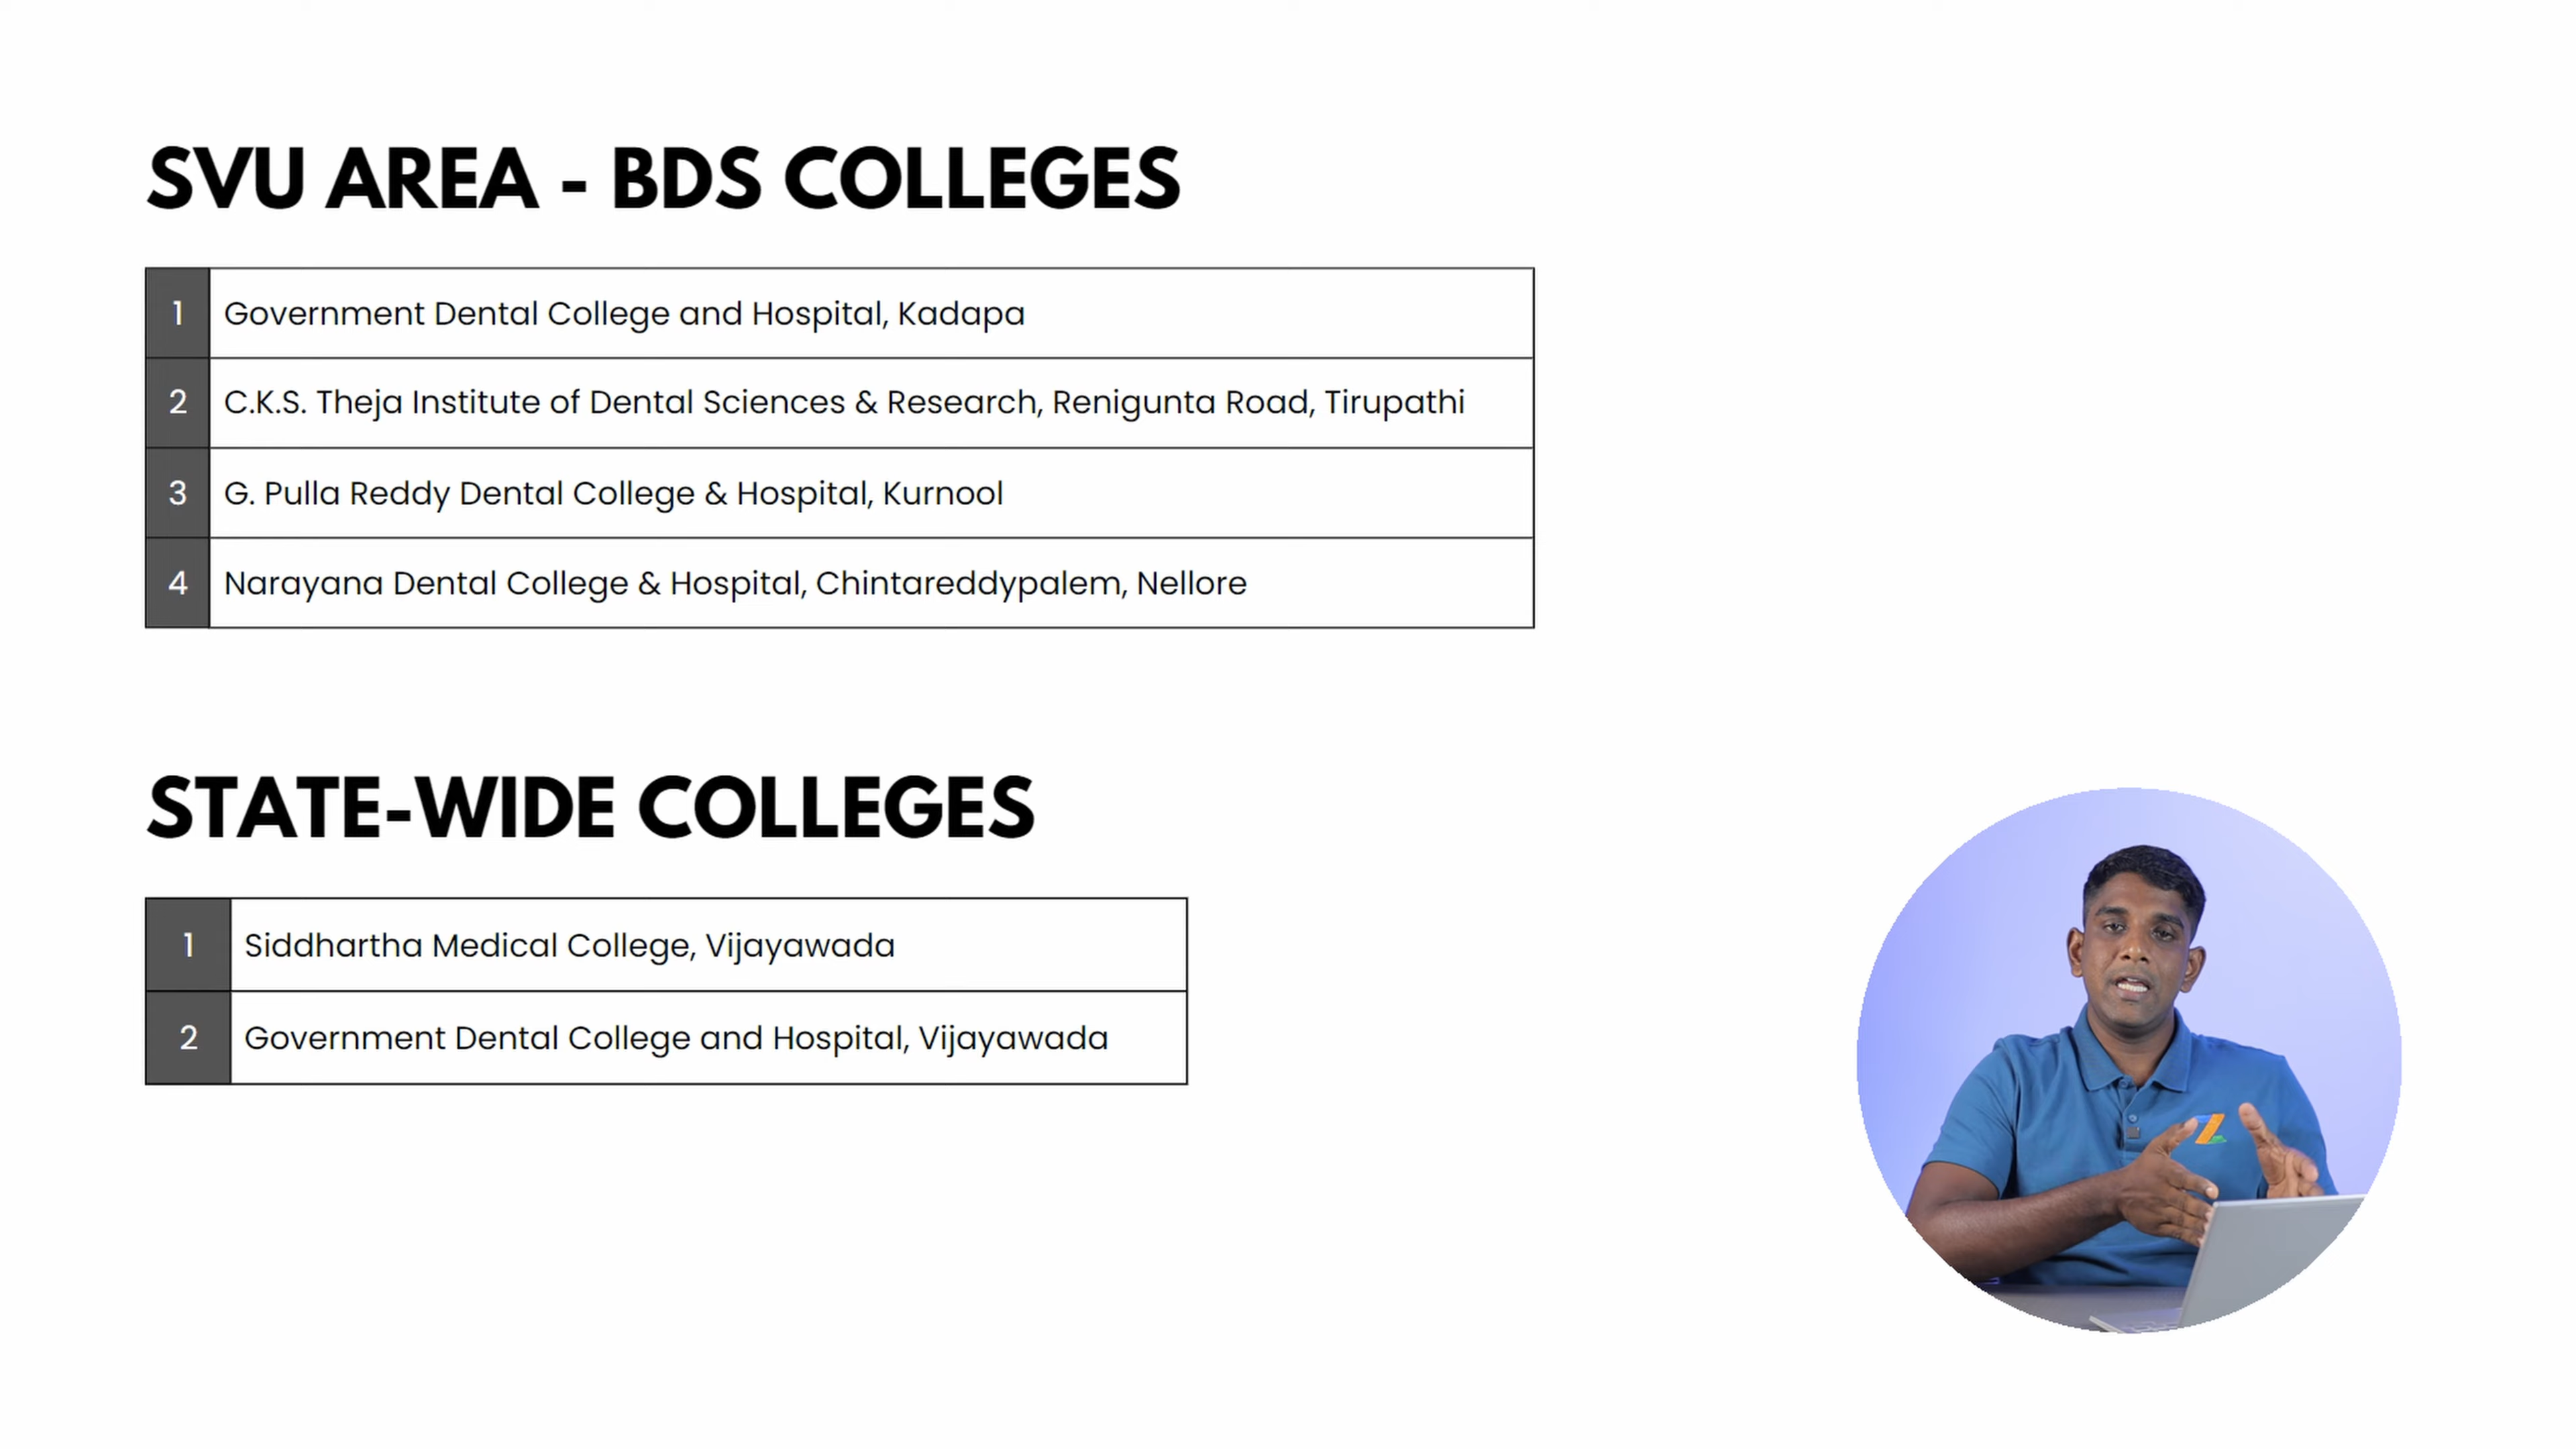 SVU AREA - BDS COLLEGES
1 Government Dental College and Hospital, Kadapa
2 C.K.S. Theja Institute of Dental Sciences & Research, Renigunta Road, Tirupathi
3 G. Pulla Reddy Dental College & Hospital, Kurnool
4 Narayana Dental College & Hospital, Chintareddypalem, Nellore
STATE-WIDE COLLEGES
1 Siddhartha Medical College, Vijayawada
2 Government Dental College and Hospital, Vijayawada